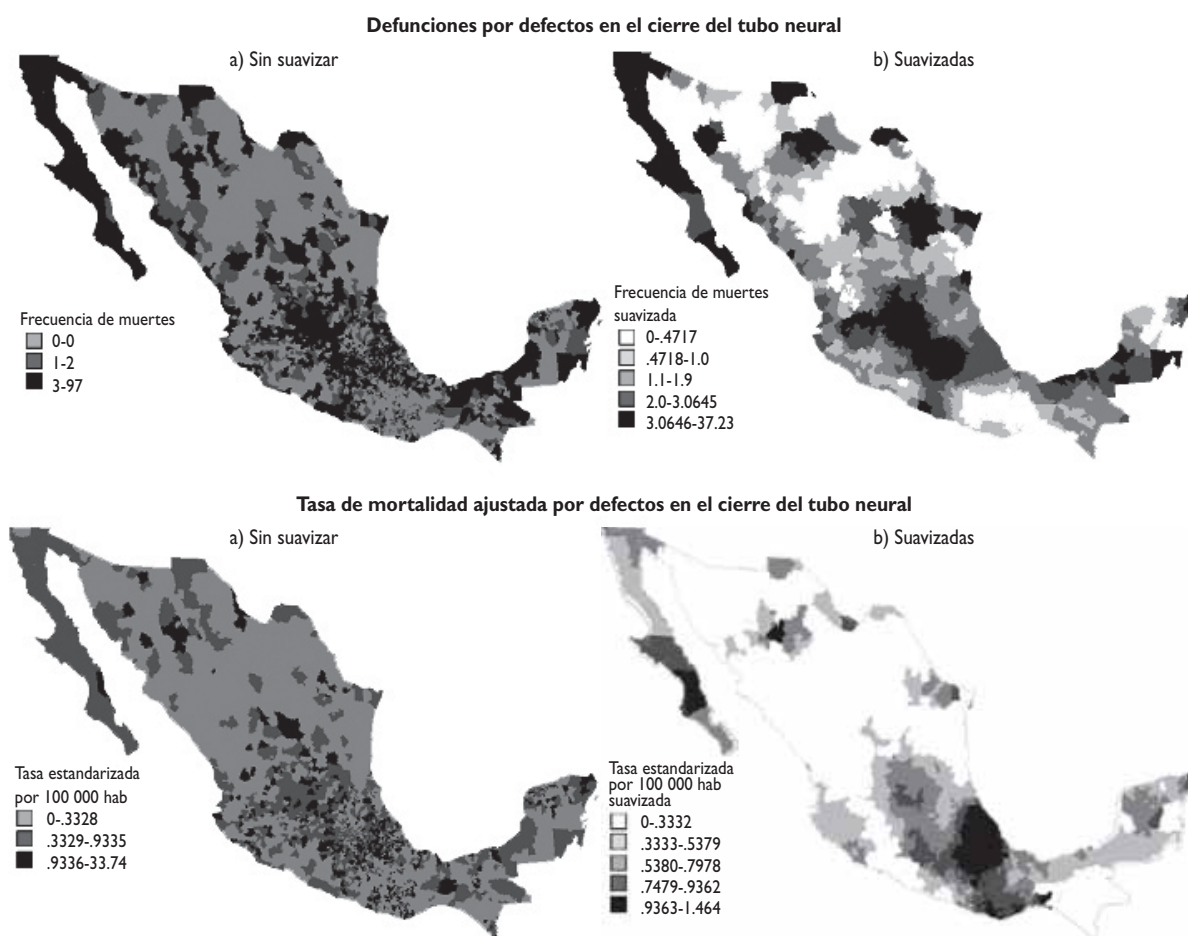 Defunciones por defectos en el cierre del tubo neural
a) Sin suavizar
b) Suavizadas
Frecuencia de muertes
0-0
1-2
3-97
Frecuencia de muertes
suavizada
0-.4717
.4718-1.0
1.1-1.9
2.0-3.0645
3.0646-37.23
Tasa de mortalidad ajustada por defectos en el cierre del tubo neural
a) Sin suavizar
b) Suavizadas
Tasa estandarizada
por 100 000 hab
0-.3328
.3329-.9335
.9336-33.74
Tasa estandarizada
por 100 000 hab
suavizada
0-.3332
.3333-.5379
.5380-.7978
.7479-.9362
.9363-1.464